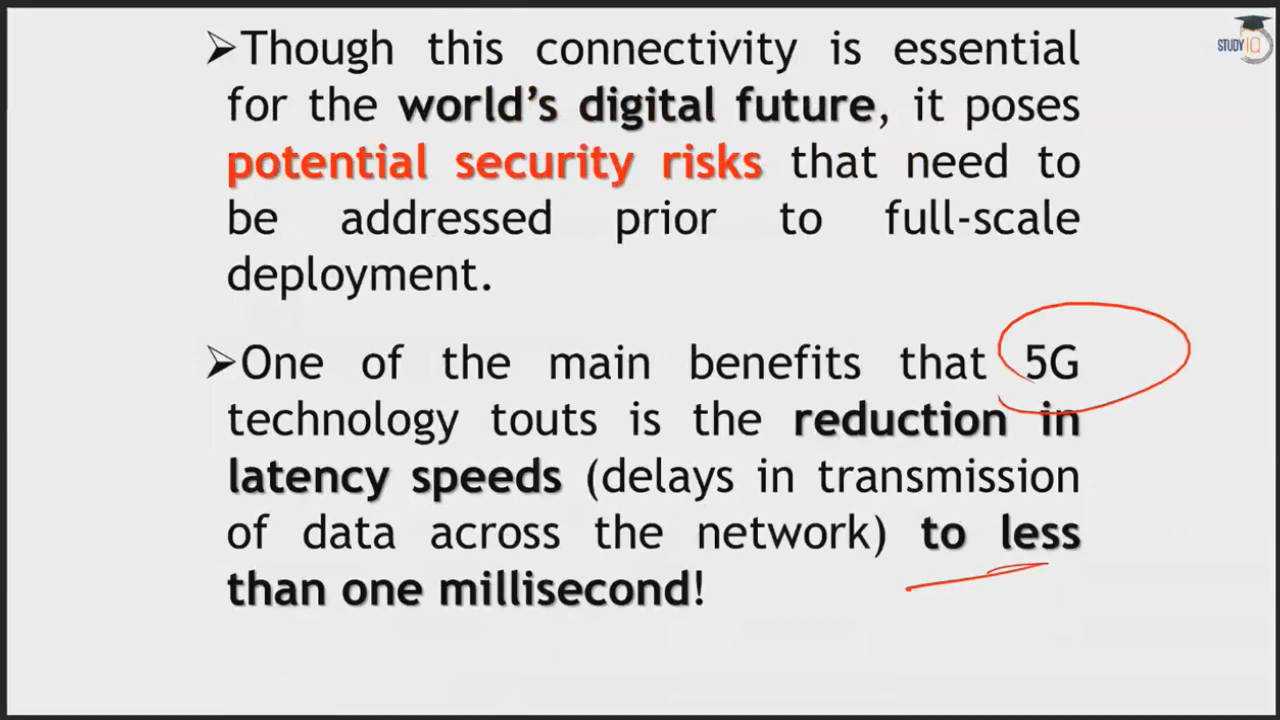 STUDY IQ
➢Though this connectivity is essential
for the world's digital future, it poses
potential security risks that need to
be addressed prior to full-scale
deployment.
➢One of the main benefits that 5G
technology touts is the reduction in
latency speeds (delays in transmission
of data across the network) to less
than one millisecond!